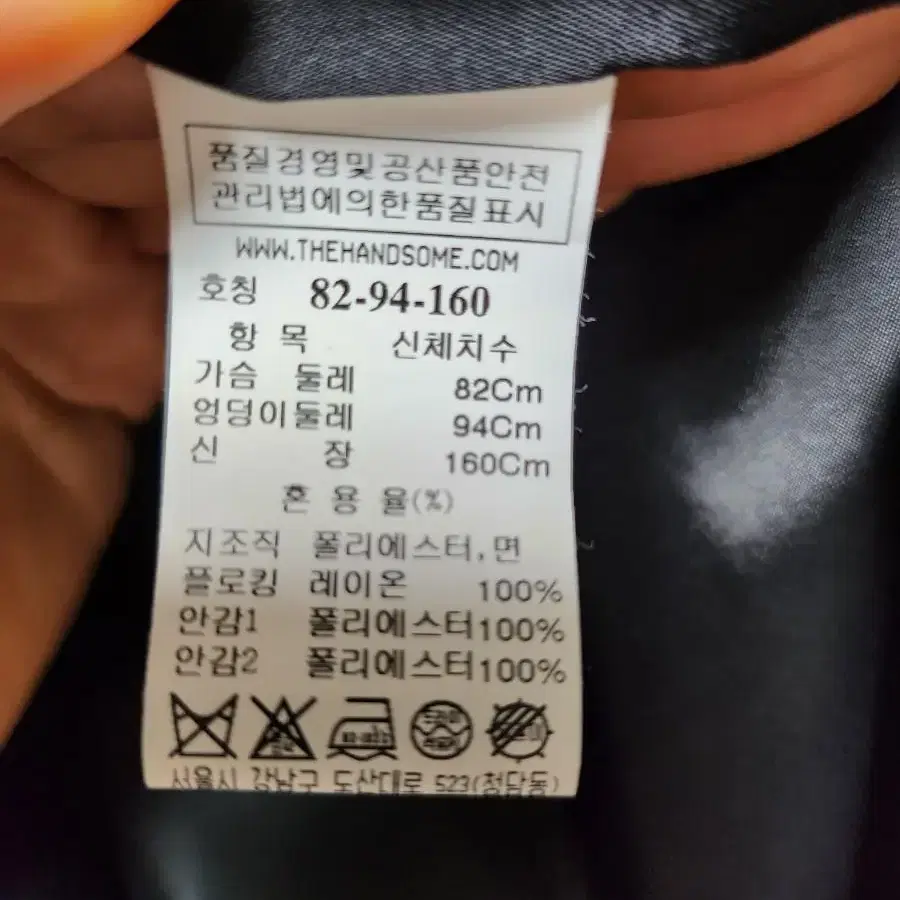 품질경영및공산품안전
관리법에의한품질표시
WWW.THEHANDSOME.COM
호칭 82-94-160
항 목 신체치수
가슴 둘레 82Cm
엉덩이둘레 94Cm
신 장 160Cm
혼 용 율(%)
지조직 폴리에스터,면
플로킹 레이온 100%
안감1 폴리에스터100%
안감2 폴리에스터100%
드라이
서울시 강남구 도산대로 523(청담동)